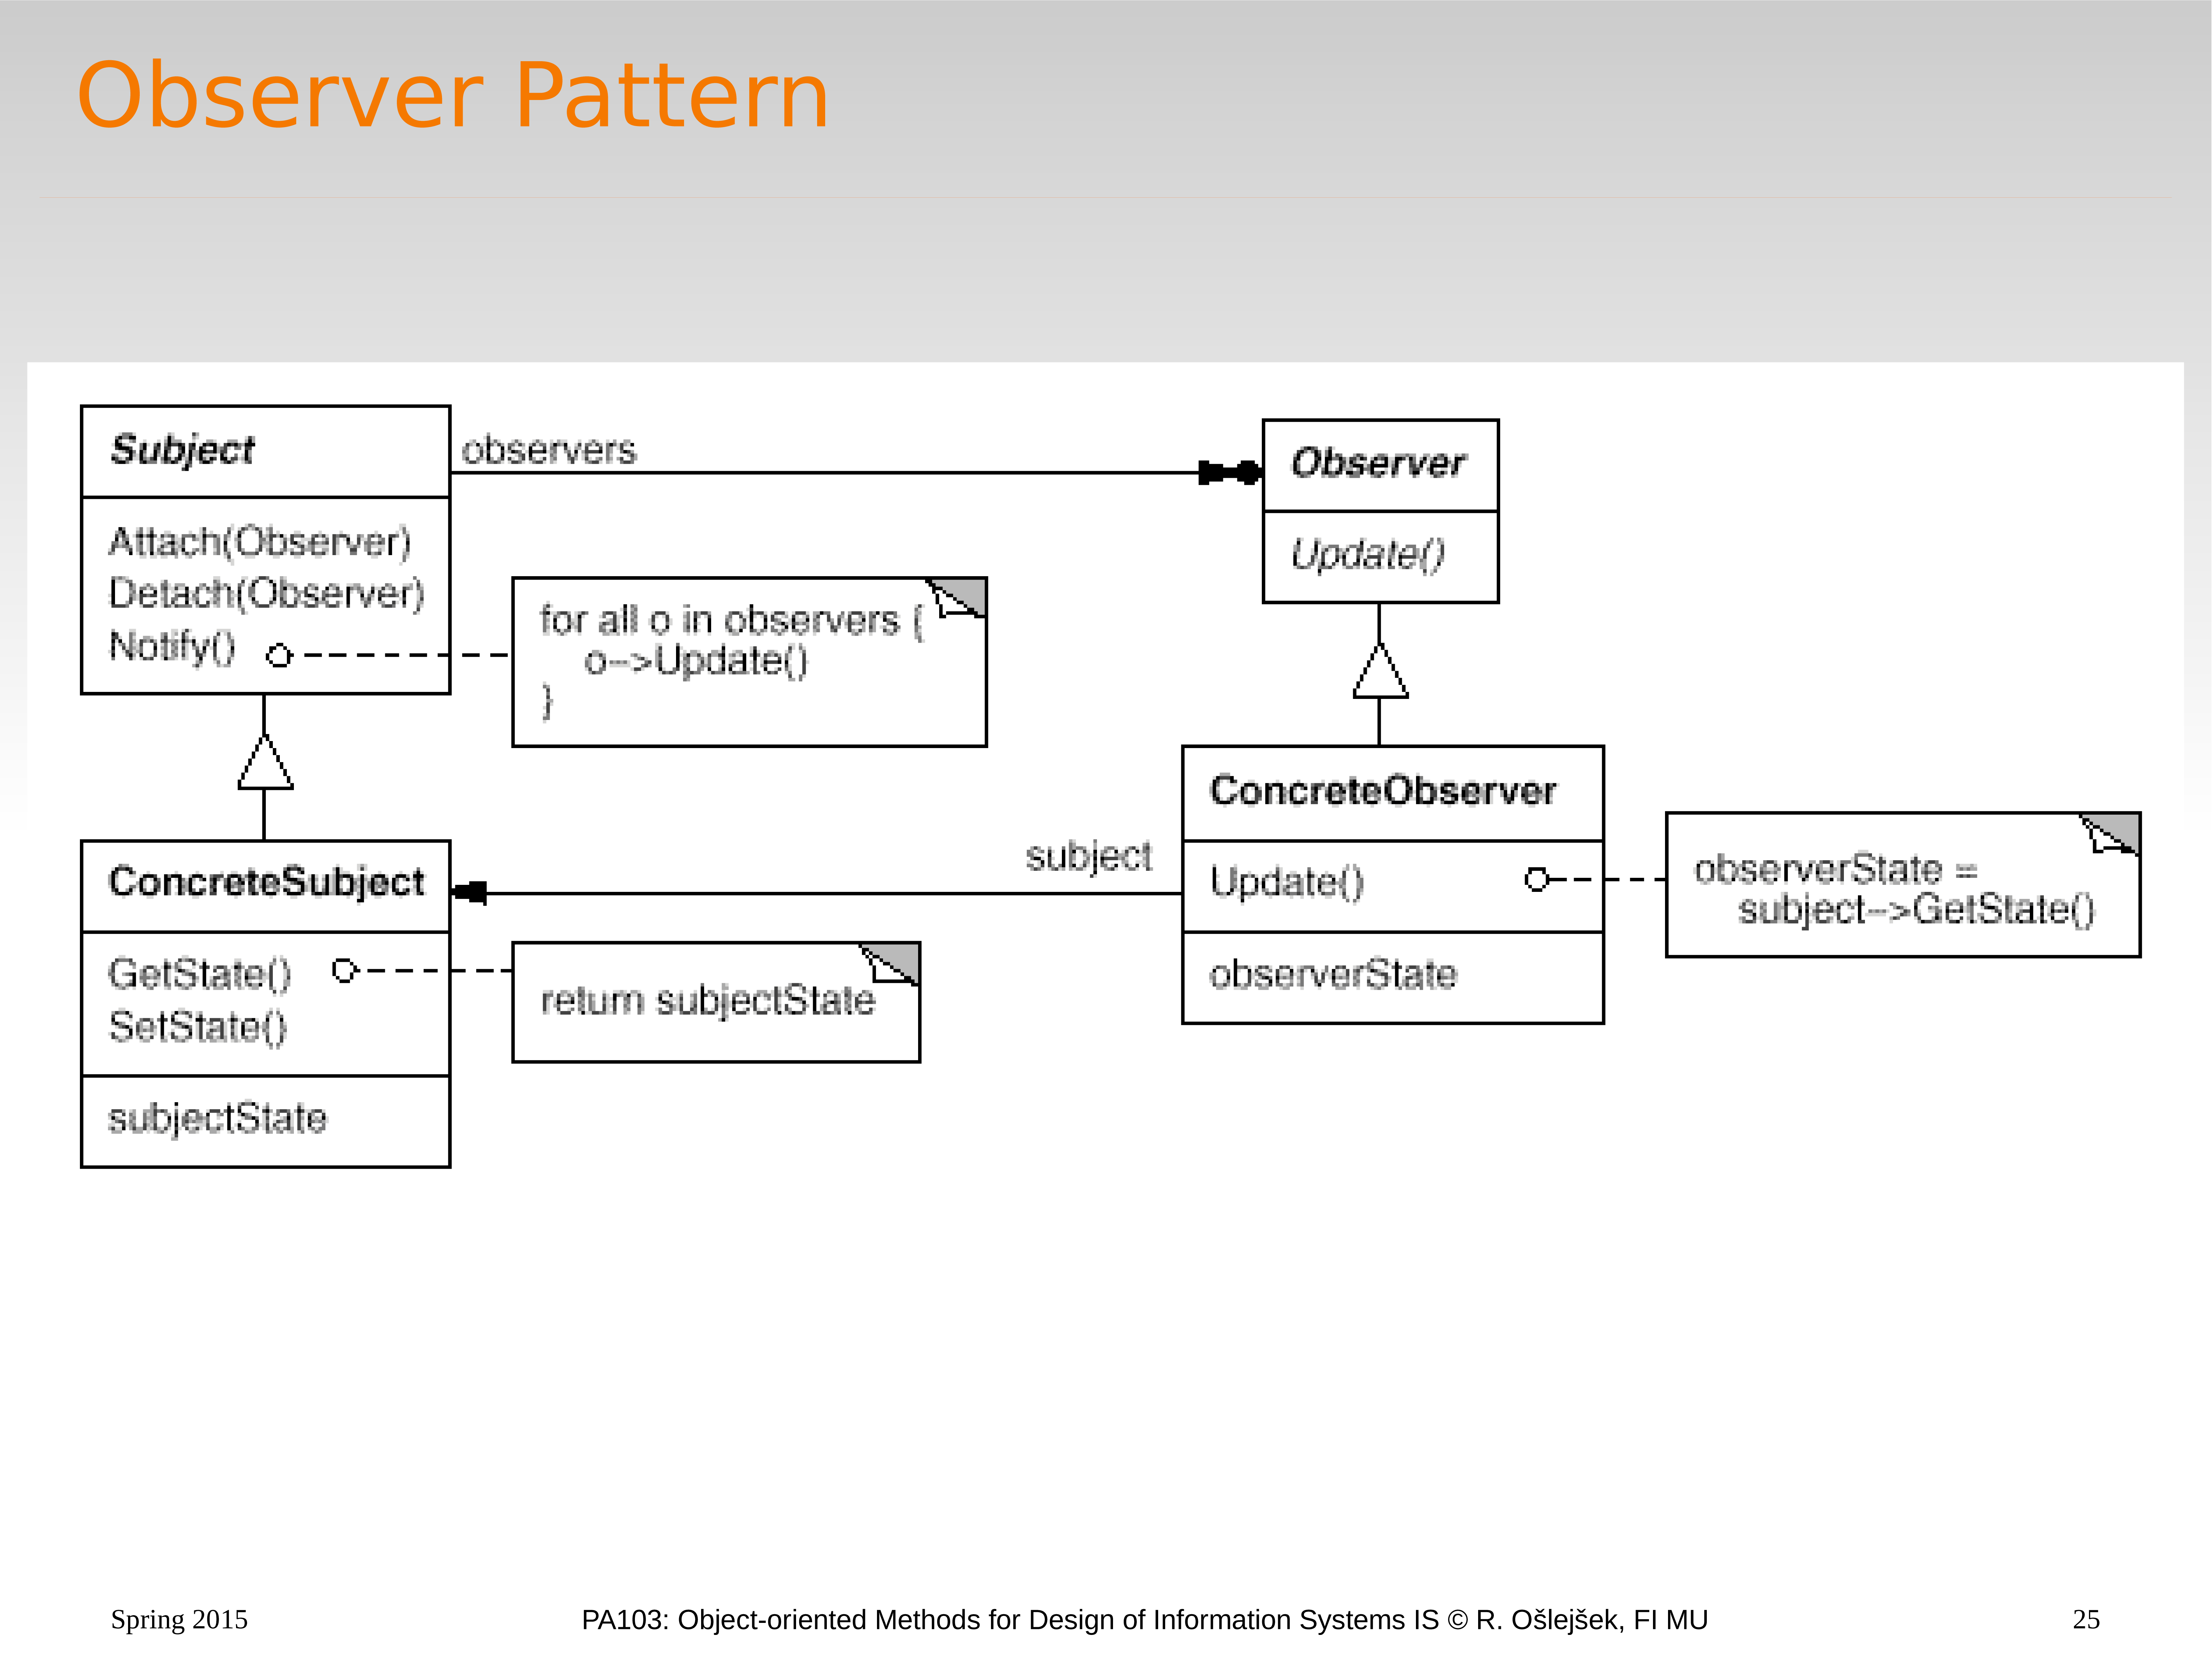 Observer Pattern
Subject
Attach(Observer)
Detach(Observer)
Notify()
observers
for all o in observers {
o-->Update()
}
Observer
Update()
ConcreteSubject
GetState()
SetState()
subjectState
return subjectState
subject
ConcreteObserver
Update()
observerState
observerState =
subject-->GetState()
Spring 2015
PA103: Object-oriented Methods for Design of Information Systems IS © R. Ošlejšek, FI MU
25